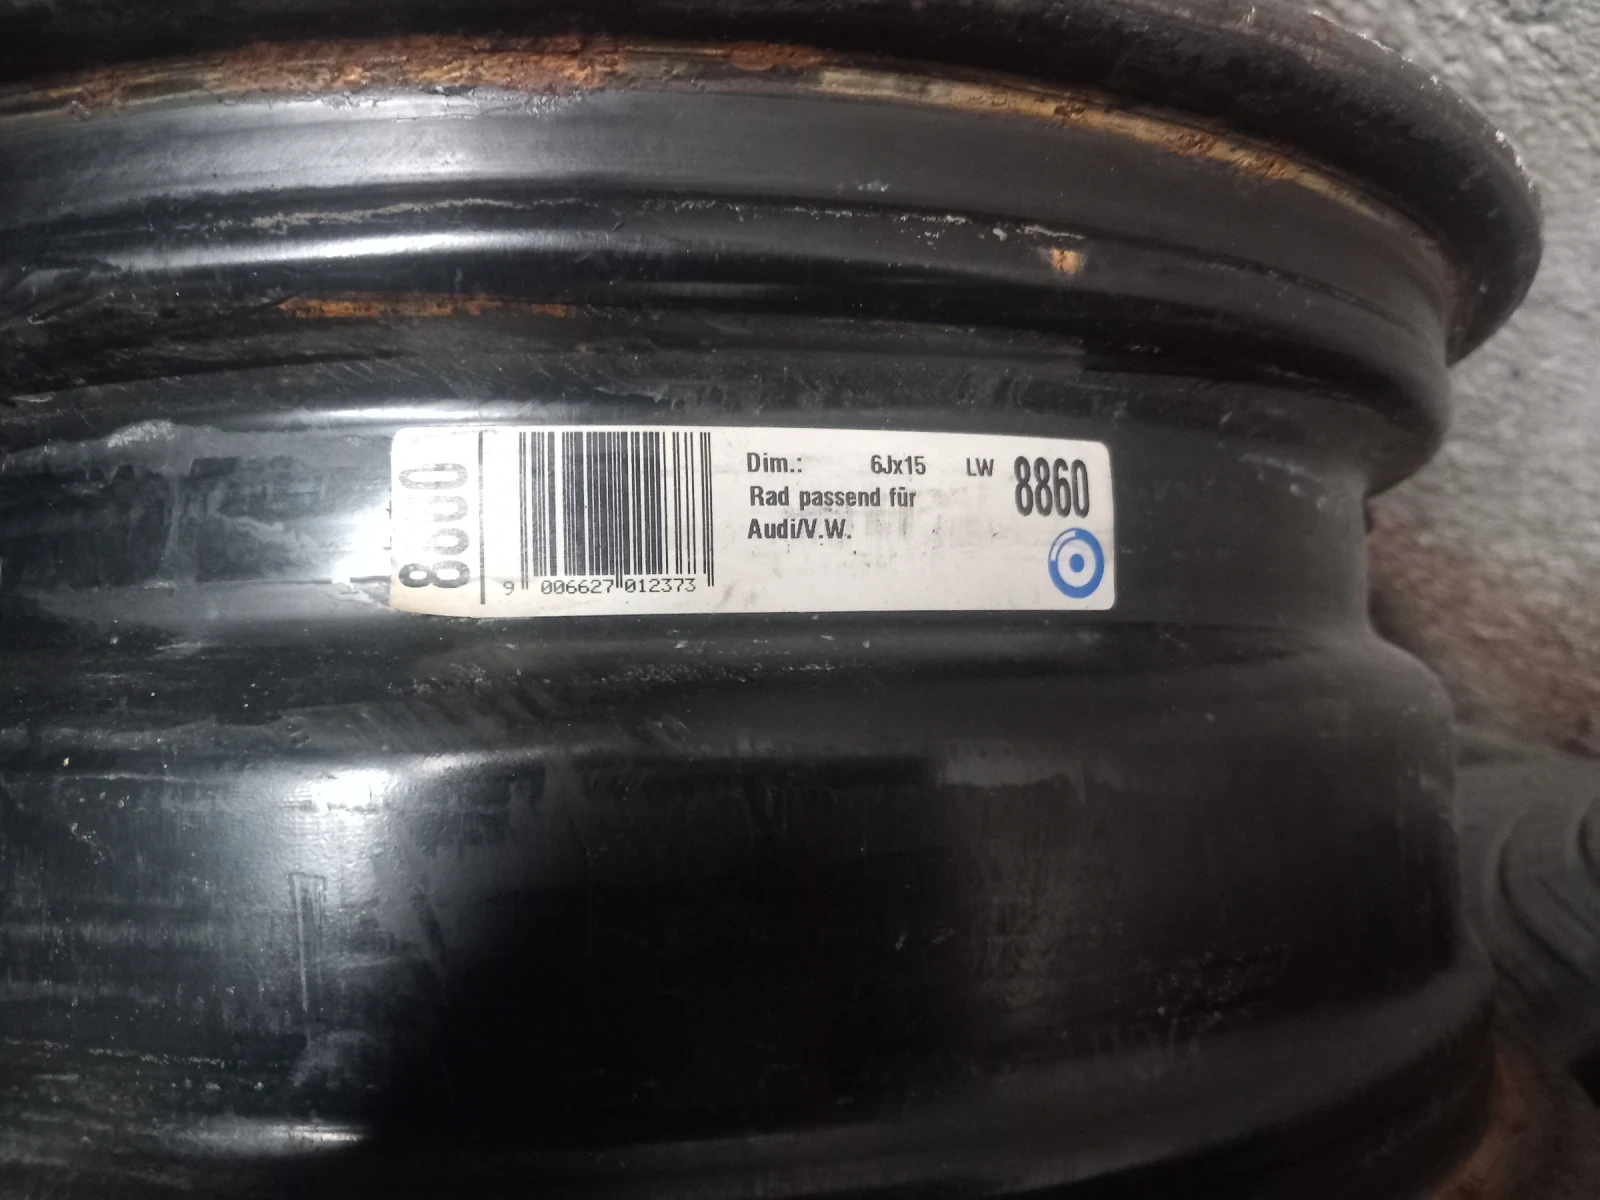 8860
Dim.: 6Jx15 LW 8860
Rad passend für
Audi/V.W.
9 006627 012373